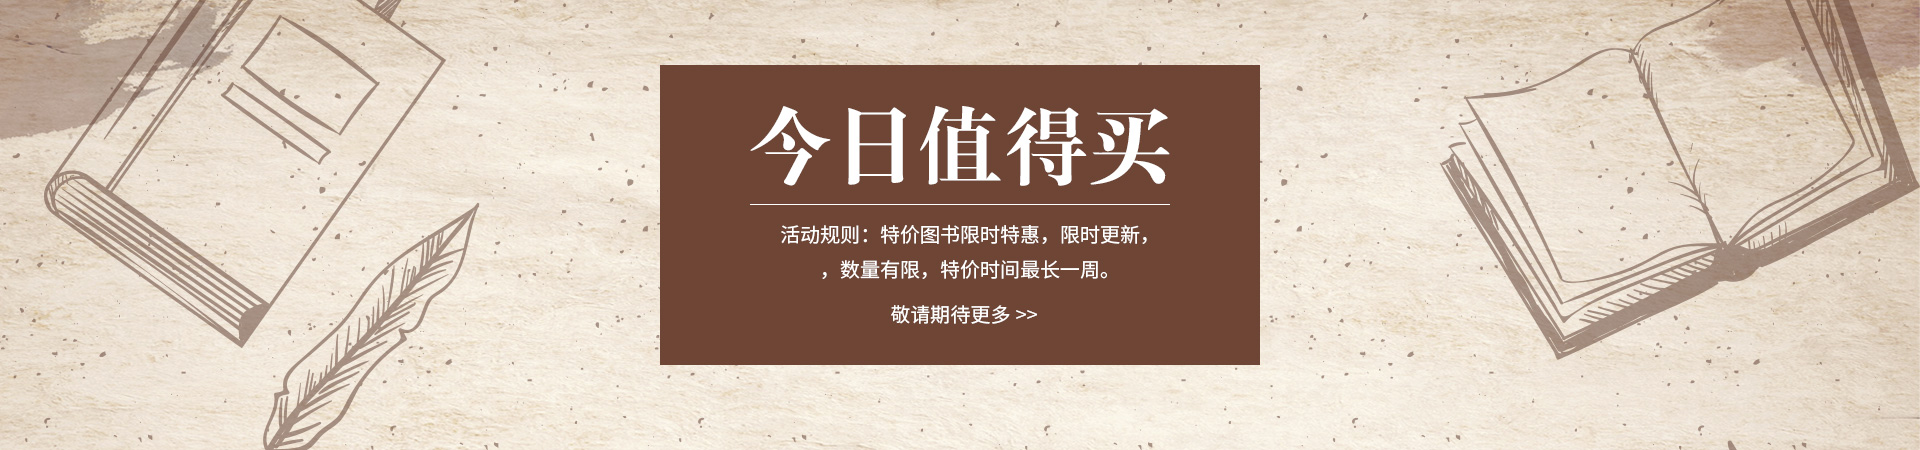 今日值得买
活动规则：特价图书限时特惠，限时更新，
，数量有限，特价时间最长一周。
敬请期待更多 >>